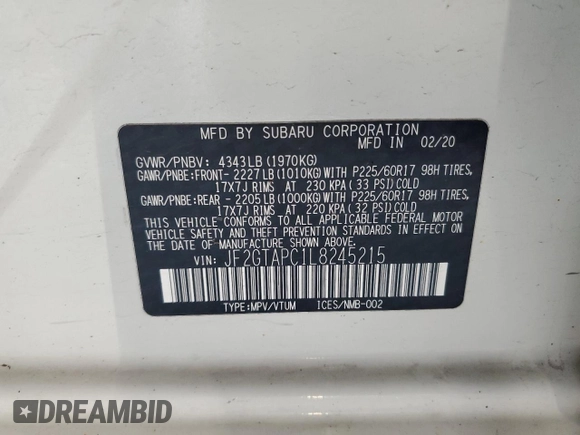 MFD BY SUBARU CORPORATION
MFD IN 02/20
GVWR/PNBV: 4343LB(1970KG)
GAWR/PNBE:FRONT- 2227LB(1010KG)WITH P225/60R17 98H TIRES,
17X7J RIMS AT 230 KPA(33 PSI)COLD
GAWR/PNBE:REAR - 2205LB(1000KG)WITH P225/60R17 98H TIRES,
17X7J RIMS AT 220 KPA(32 PSI)COLD
THIS VEHICLE CONFORMS TO ALL APPLICABLE FEDERAL MOTOR
VEHICLE SAFETY AND THEFT PREVENTION STANDARDS IN EFFECT
ON THE DATE OF MANUFACTURE SHOWN ABOVE.
VIN: JF2GTAPC1L8245215
TYPE:MPV/VTUM ICES/NMB-002
DREAMBID